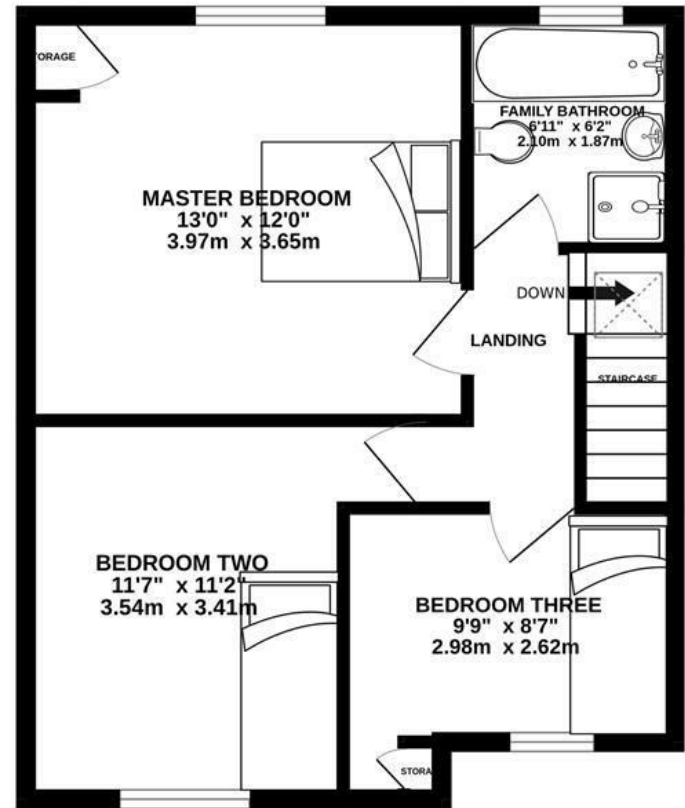 TORAGE
FAMILY BATHROOM
6'11" x 6'2"
2.10m x 1.87m
MASTER BEDROOM
13'0" x 12'0"
3.97m x 3.65m
DOWN
LANDING
STAIRCASE
BEDROOM TWO
11'7" x 11'2"
3.54m x 3.41m
BEDROOM THREE
9'9" x 8'7"
2.98m x 2.62m
STORA